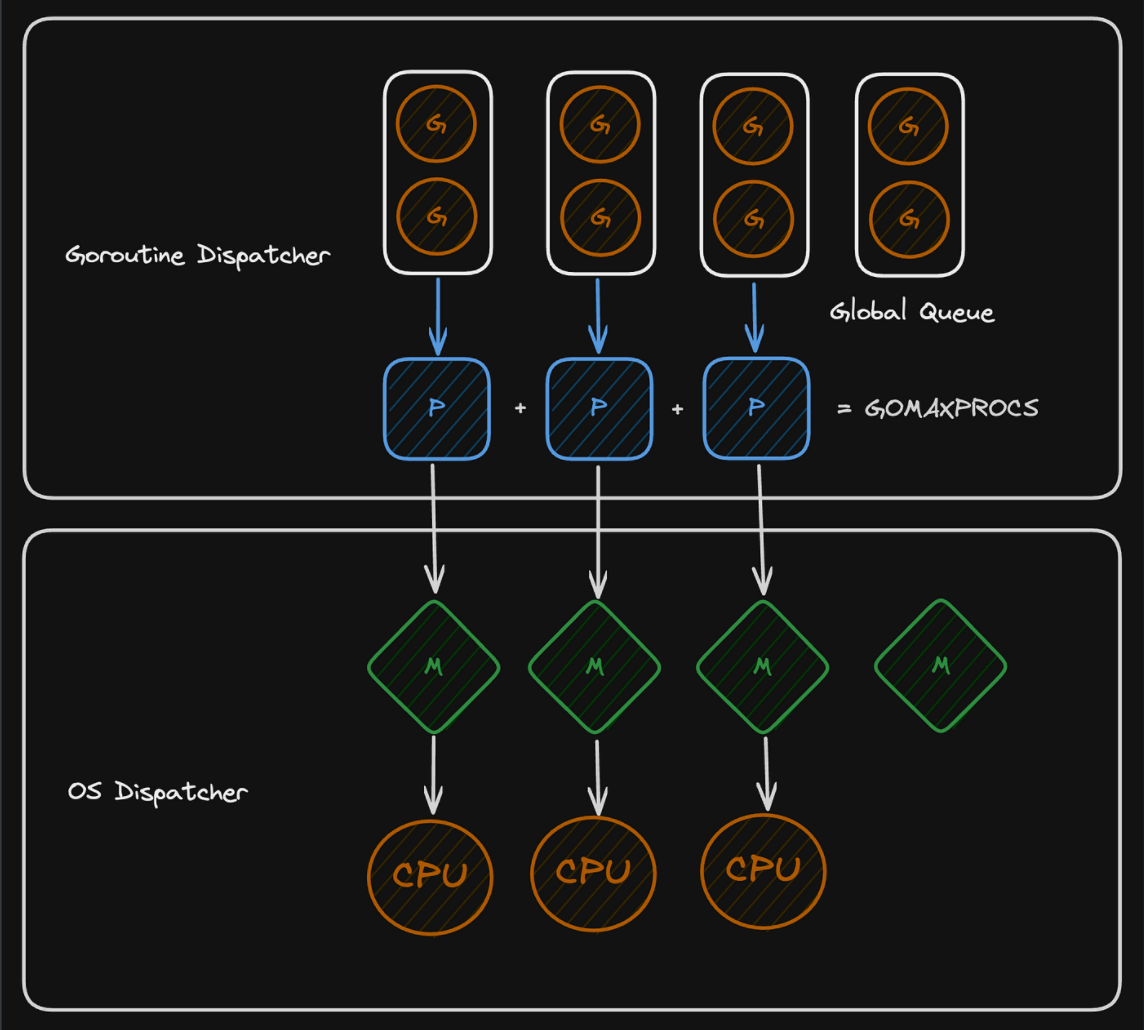 G G G G
G G G G
Goroutine Dispatcher
Global Queue
P + P + P = GOMAXPROCS
M M M M
OS Dispatcher
CPU CPU CPU